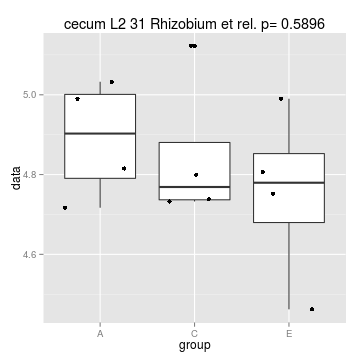 cecum L2 31 Rhizobium et rel. p= 0.5896
5.0
4.8
4.6
data
A
C
E
group